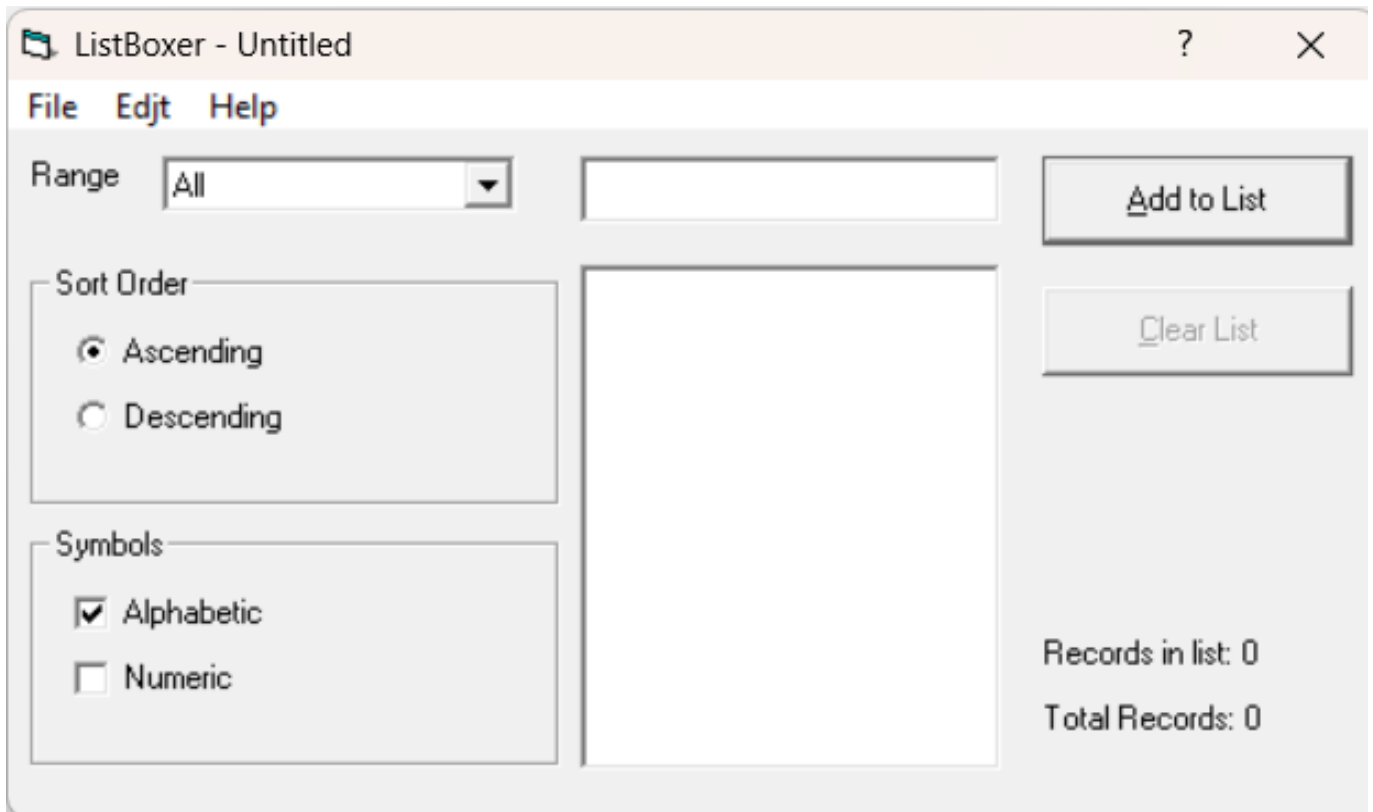 ListBoxer - Untitled ?
File Edjt Help
Range All
Add to List
Sort Order
Ascending
Descending
Clear List
Symbols
Alphabetic
Numeric
Records in list: 0
Total Records: 0